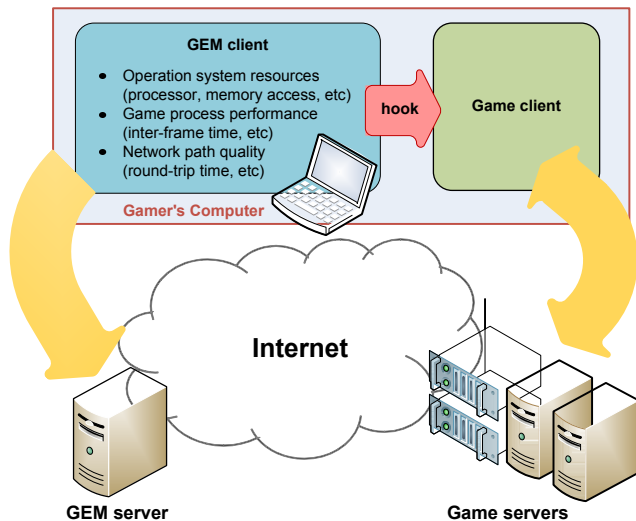 GEM client
• Operation system resources
(processor, memory access, etc)
• Game process performance
(inter-frame time, etc)
• Network path quality
(round-trip time, etc)
hook
Game client
Gamer's Computer
Internet
GEM server
Game servers